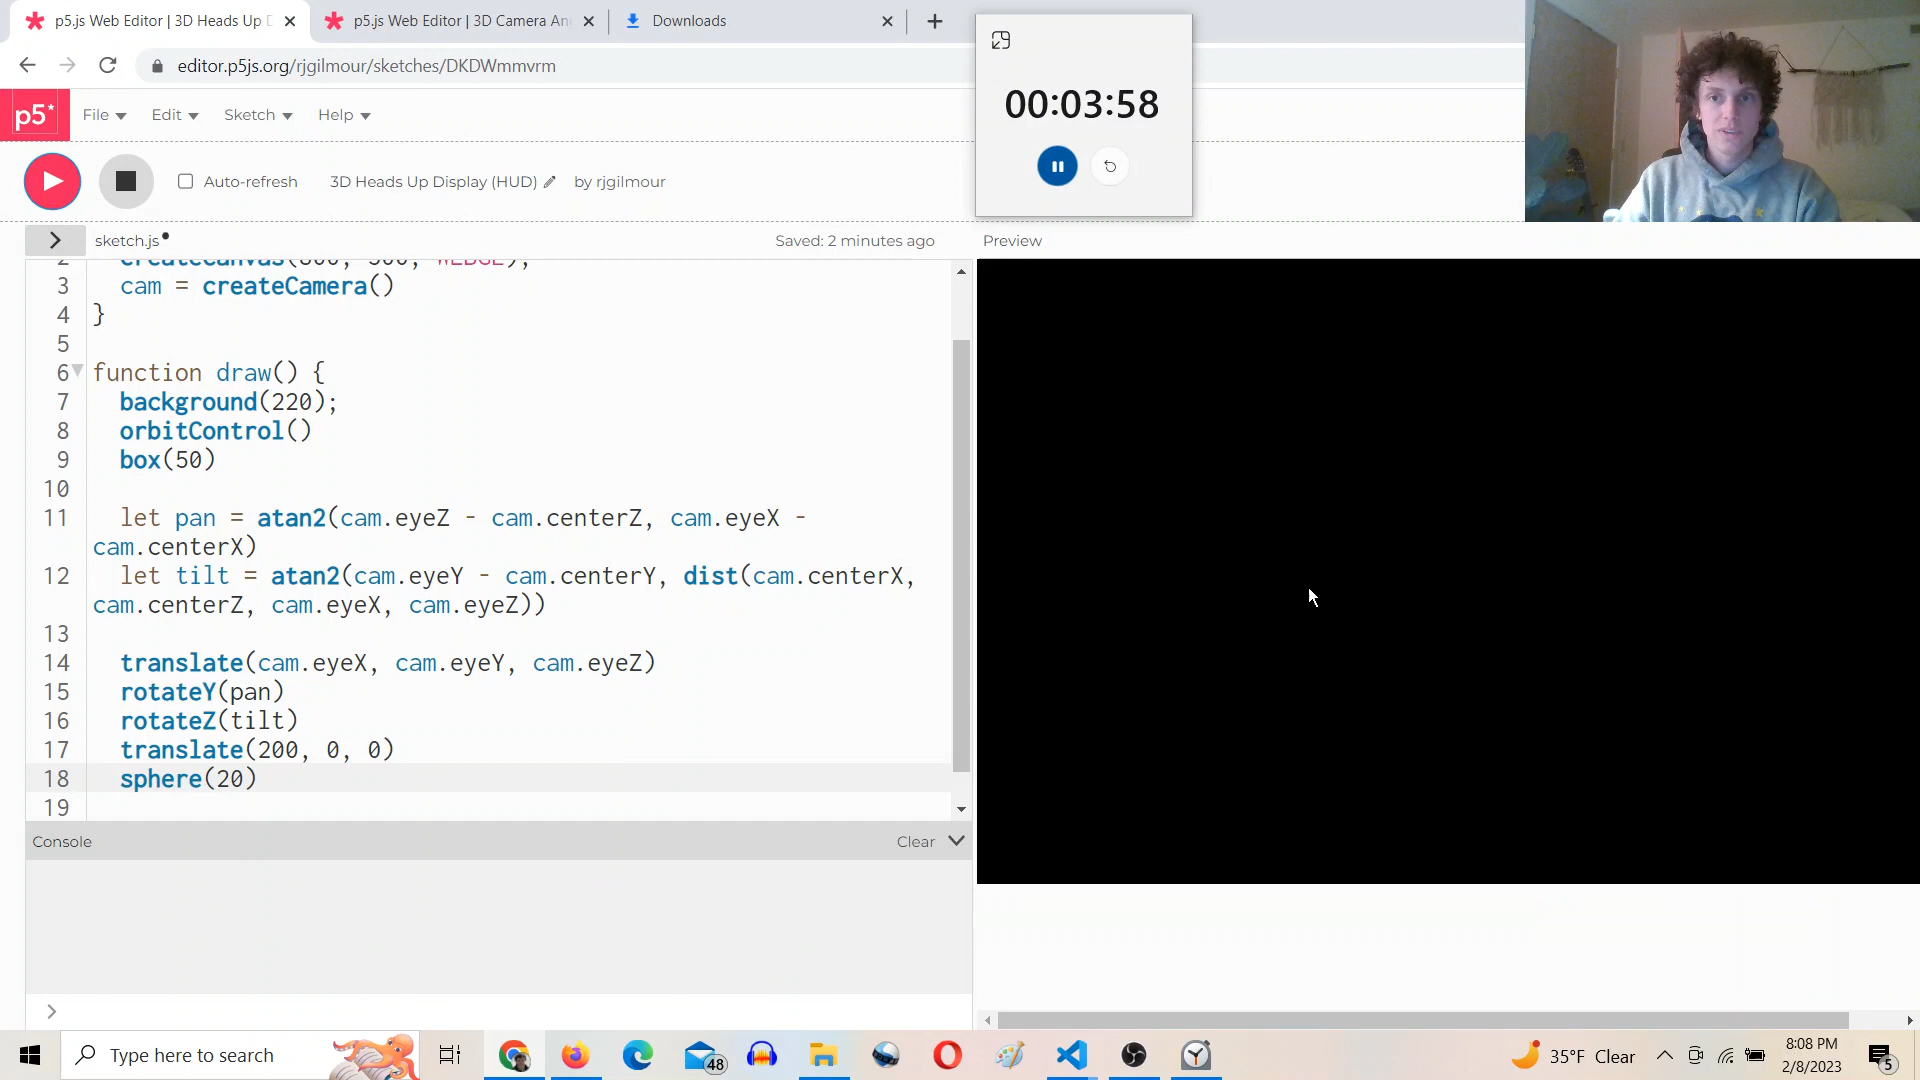 p5.js Web Editor | 3D Heads Up D
p5.js Web Editor | 3D Camera An
Downloads
editor.p5js.org/rjgilmour/sketches/DKDWmmvrm
00:03:58
p5*
File
Edit
Sketch
Help
Auto-refresh
3D Heads Up Display (HUD)
by rjgilmour
sketch.js
Saved: 2 minutes ago
Preview
3 cam = createCamera()
4 }
5
6 function draw() {
7 background(220);
8 orbitControl()
9 box(50)
10
11 let pan = atan2(cam.eyeZ - cam.centerZ, cam.eyeX -
cam.centerX)
12 let tilt = atan2(cam.eyeY - cam.centerY, dist(cam.centerX,
cam.centerZ, cam.eyeX, cam.eyeZ))
13
14 translate(cam.eyeX, cam.eyeY, cam.eyeZ)
15 rotateY(pan)
16 rotateZ(tilt)
17 translate(200, 0, 0)
18 sphere(20)
19
Console
Clear
Type here to search
48
35°F Clear
8:08 PM
2/8/2023
5